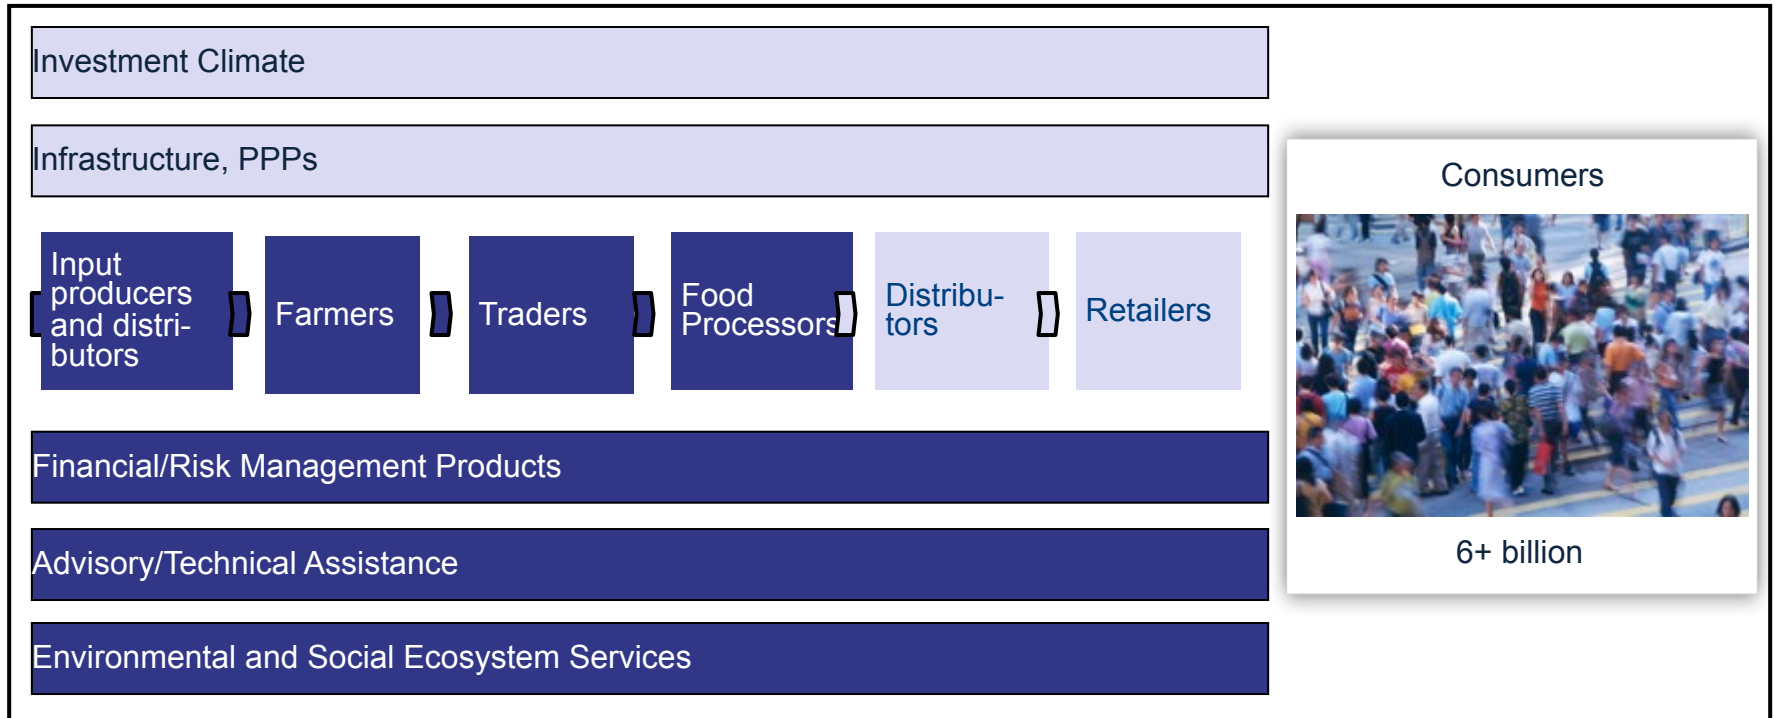 Investment Climate
Infrastructure, PPPs
Input
producers
and distri-
butors
Farmers
Traders
Food
Processors
Distribu-
tors
Retailers
Financial/Risk Management Products
Advisory/Technical Assistance
Environmental and Social Ecosystem Services
Consumers
6+ billion